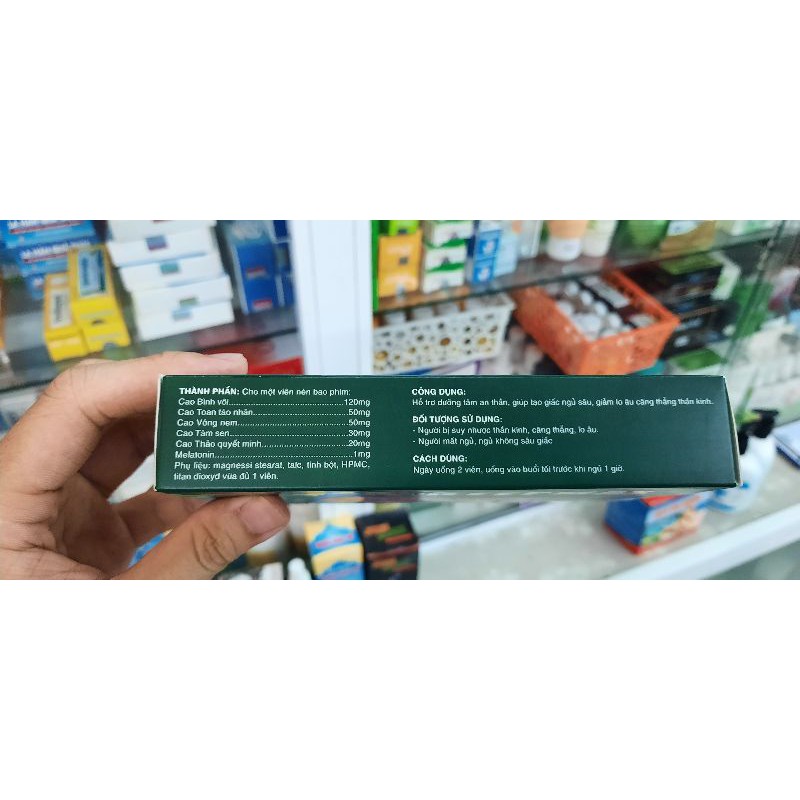 THÀNH PHẦN: Cho một viên nén bao phim:
Cao Bình vôi..............................120mg
Cao Toan táo nhân......................50mg
Cao Vông nem............................50mg
Cao Tâm sen..............................30mg
Cao Thảo quyết minh...................20mg
Melatonin....................................1mg
Phụ liệu: magnesi stearat, talc, tinh bột, HPMC,
titan dioxyd vừa đủ 1 viên.
CÔNG DỤNG:
Hỗ trợ dưỡng tâm an thần, giúp tạo giấc ngủ sâu, giảm lo âu căng thẳng thần kinh.
ĐỐI TƯỢNG SỬ DỤNG:
- Người bị suy nhược thần kinh, căng thẳng, lo âu.
- Người mất ngủ, ngủ không sâu giấc
CÁCH DÙNG:
Ngày uống 2 viên, uống vào buổi tối trước khi ngủ 1 giờ.